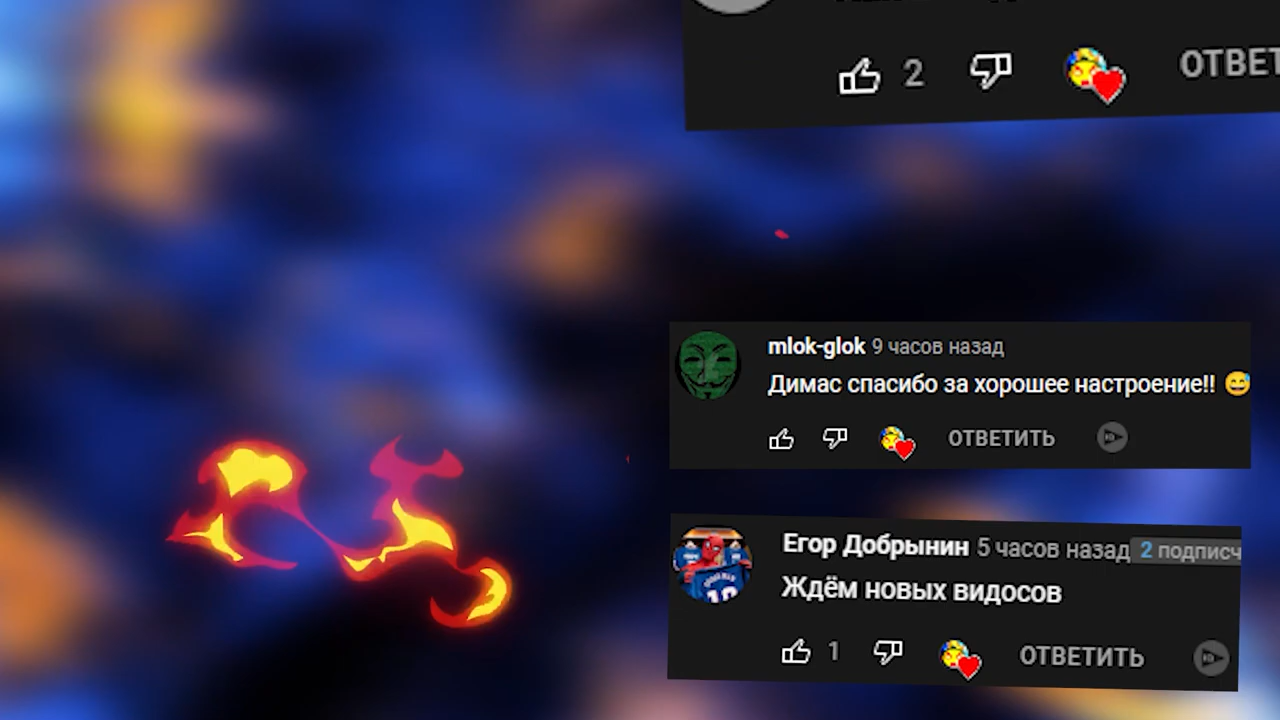 2 ОТВЕТ
mlok-glok 9 часов назад
Димас спасибо за хорошее настроение!! 😅
ОТВЕТИТЬ
Егор Добрынин 5 часов назад 2 подписч
Ждём новых видосов
1 ОТВЕТИТЬ